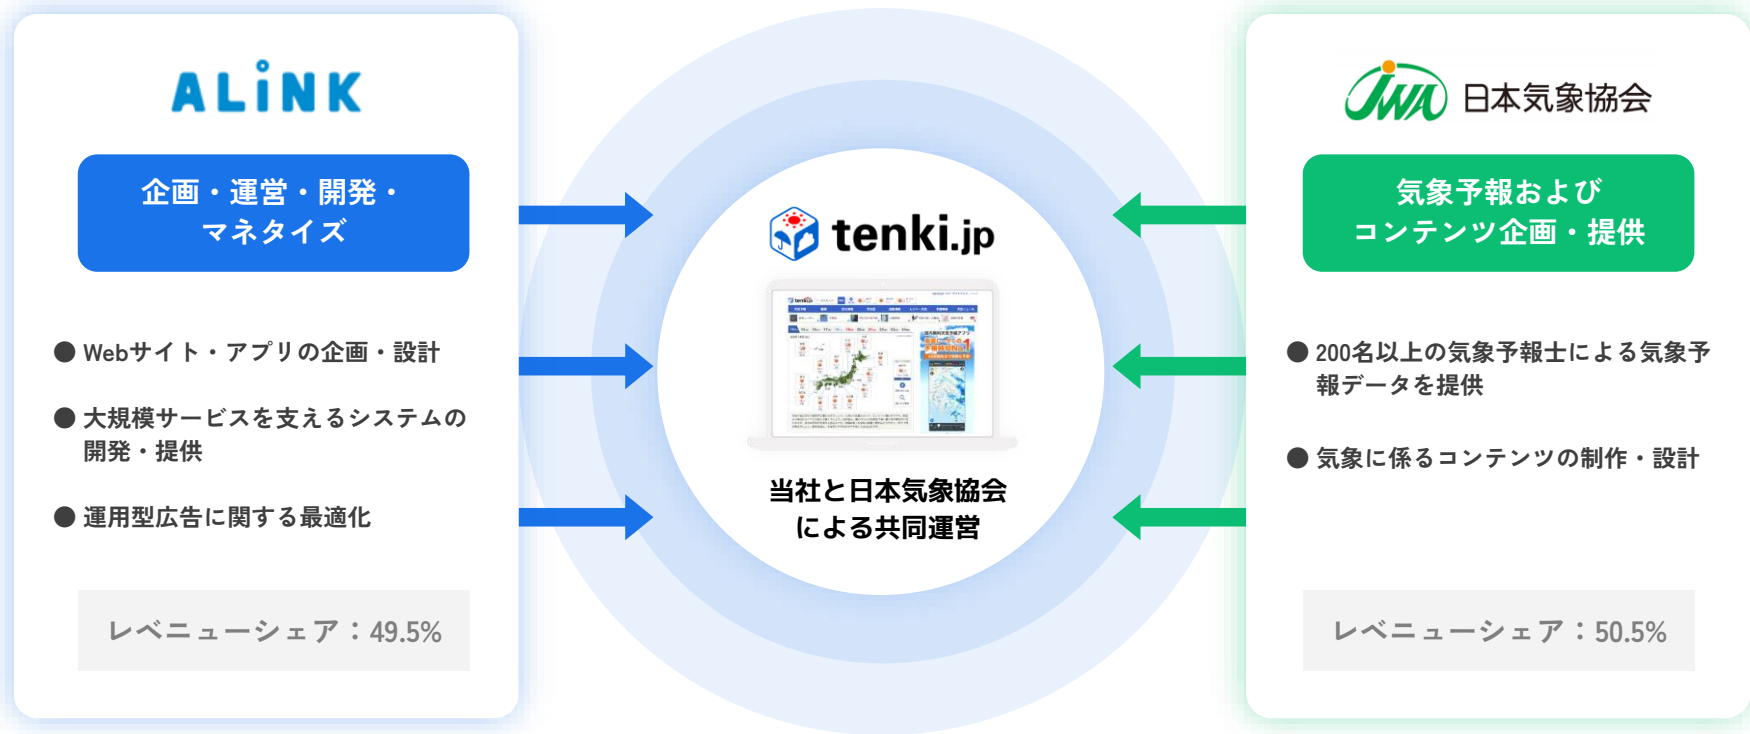 ALiNK
企画・運営・開発・
マネタイズ
● Webサイト・アプリの企画・設計
● 大規模サービスを支えるシステムの
開発・提供
● 運用型広告に関する最適化
レベニューシェア：49.5%
tenki.jp
tenki.jp
当社と日本気象協会
による共同運営
JWA 日本気象協会
気象予報および
コンテンツ企画・提供
● 200名以上の気象予報士による気象予
報データを提供
● 気象に係るコンテンツの制作・設計
レベニューシェア：50.5%